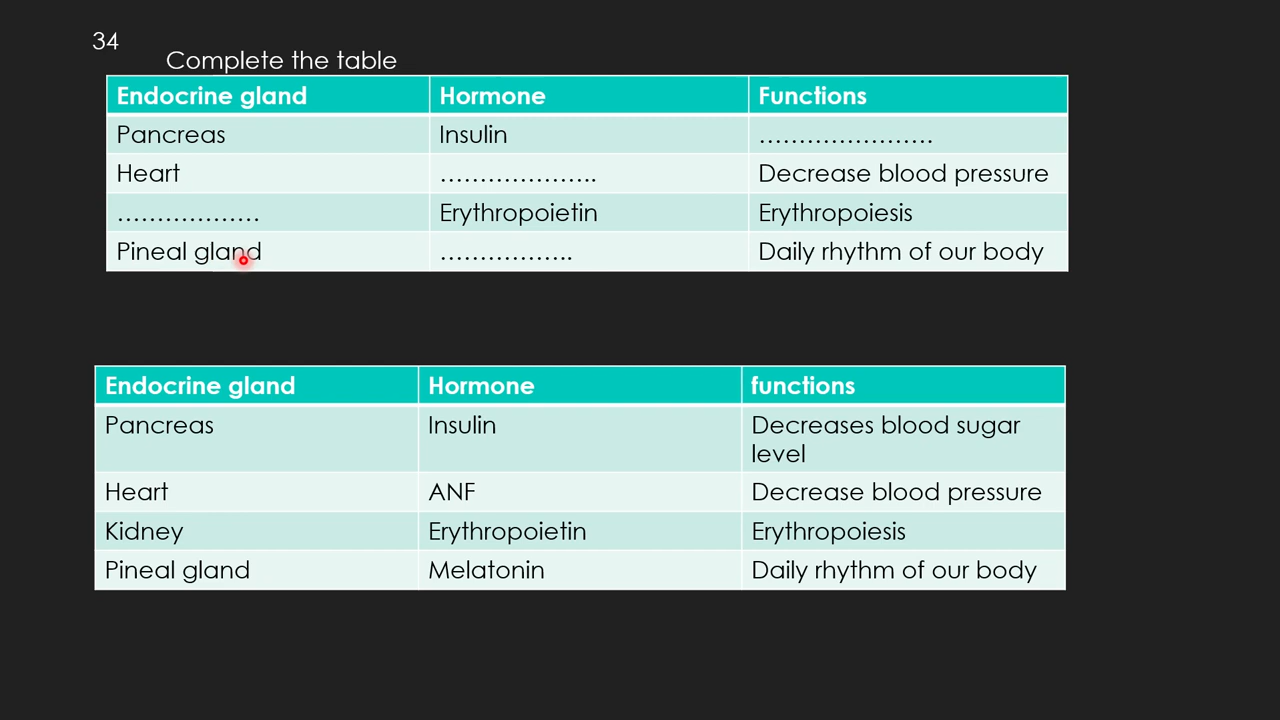 34
Complete the table
Endocrine gland Hormone Functions
Pancreas Insulin ......................
Heart .................... Decrease blood pressure
.................. Erythropoietin Erythropoiesis
Pineal gland ................. Daily rhythm of our body
Endocrine gland Hormone functions
Pancreas Insulin Decreases blood sugar
level
Heart ANF Decrease blood pressure
Kidney Erythropoietin Erythropoiesis
Pineal gland Melatonin Daily rhythm of our body